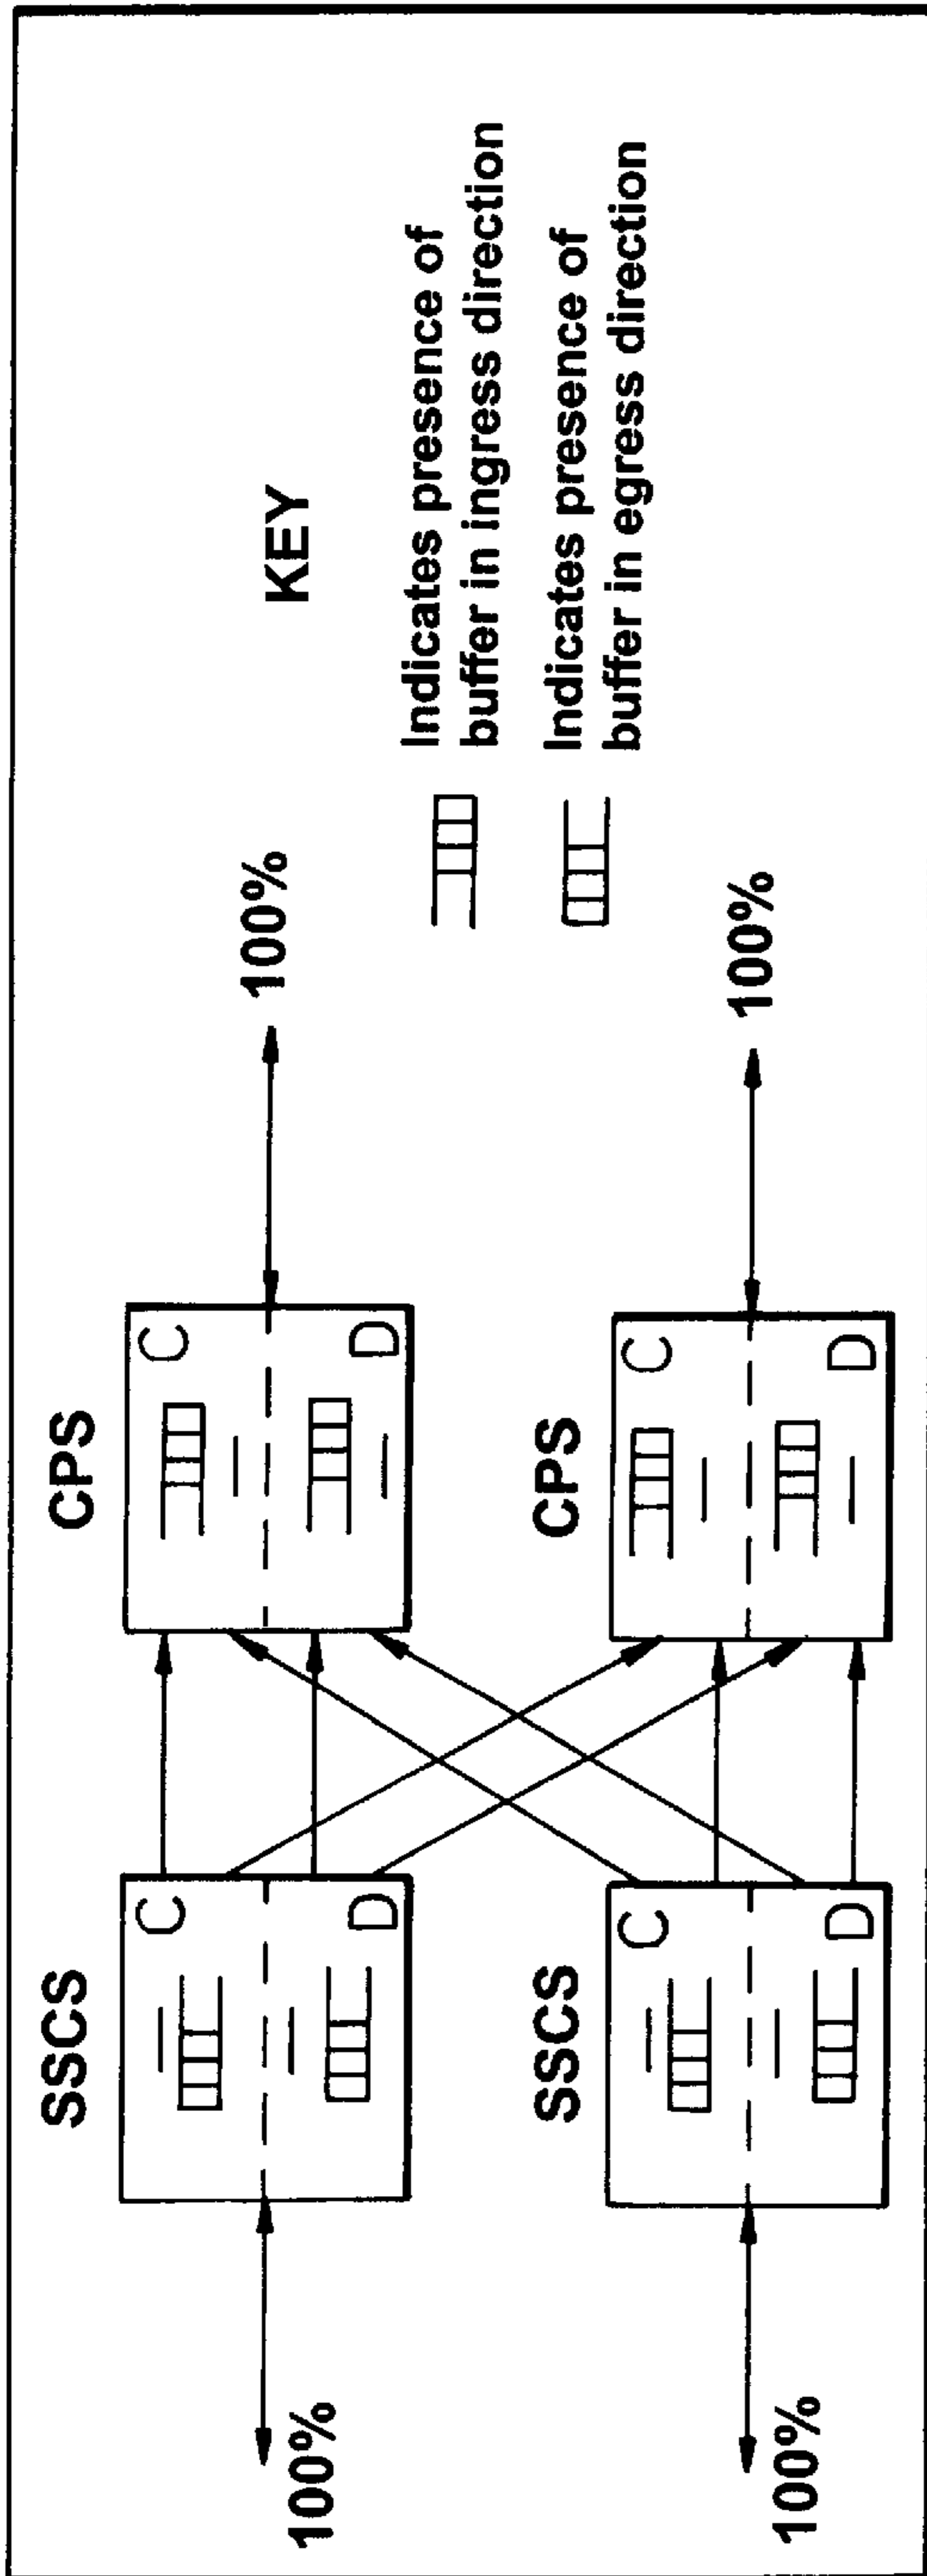 SSCS
CPS
C
C
D
D
100%
100%
SSCS
CPS
C
C
D
D
100%
100%
KEY
Indicates presence of
buffer in ingress direction
Indicates presence of
buffer in egress direction